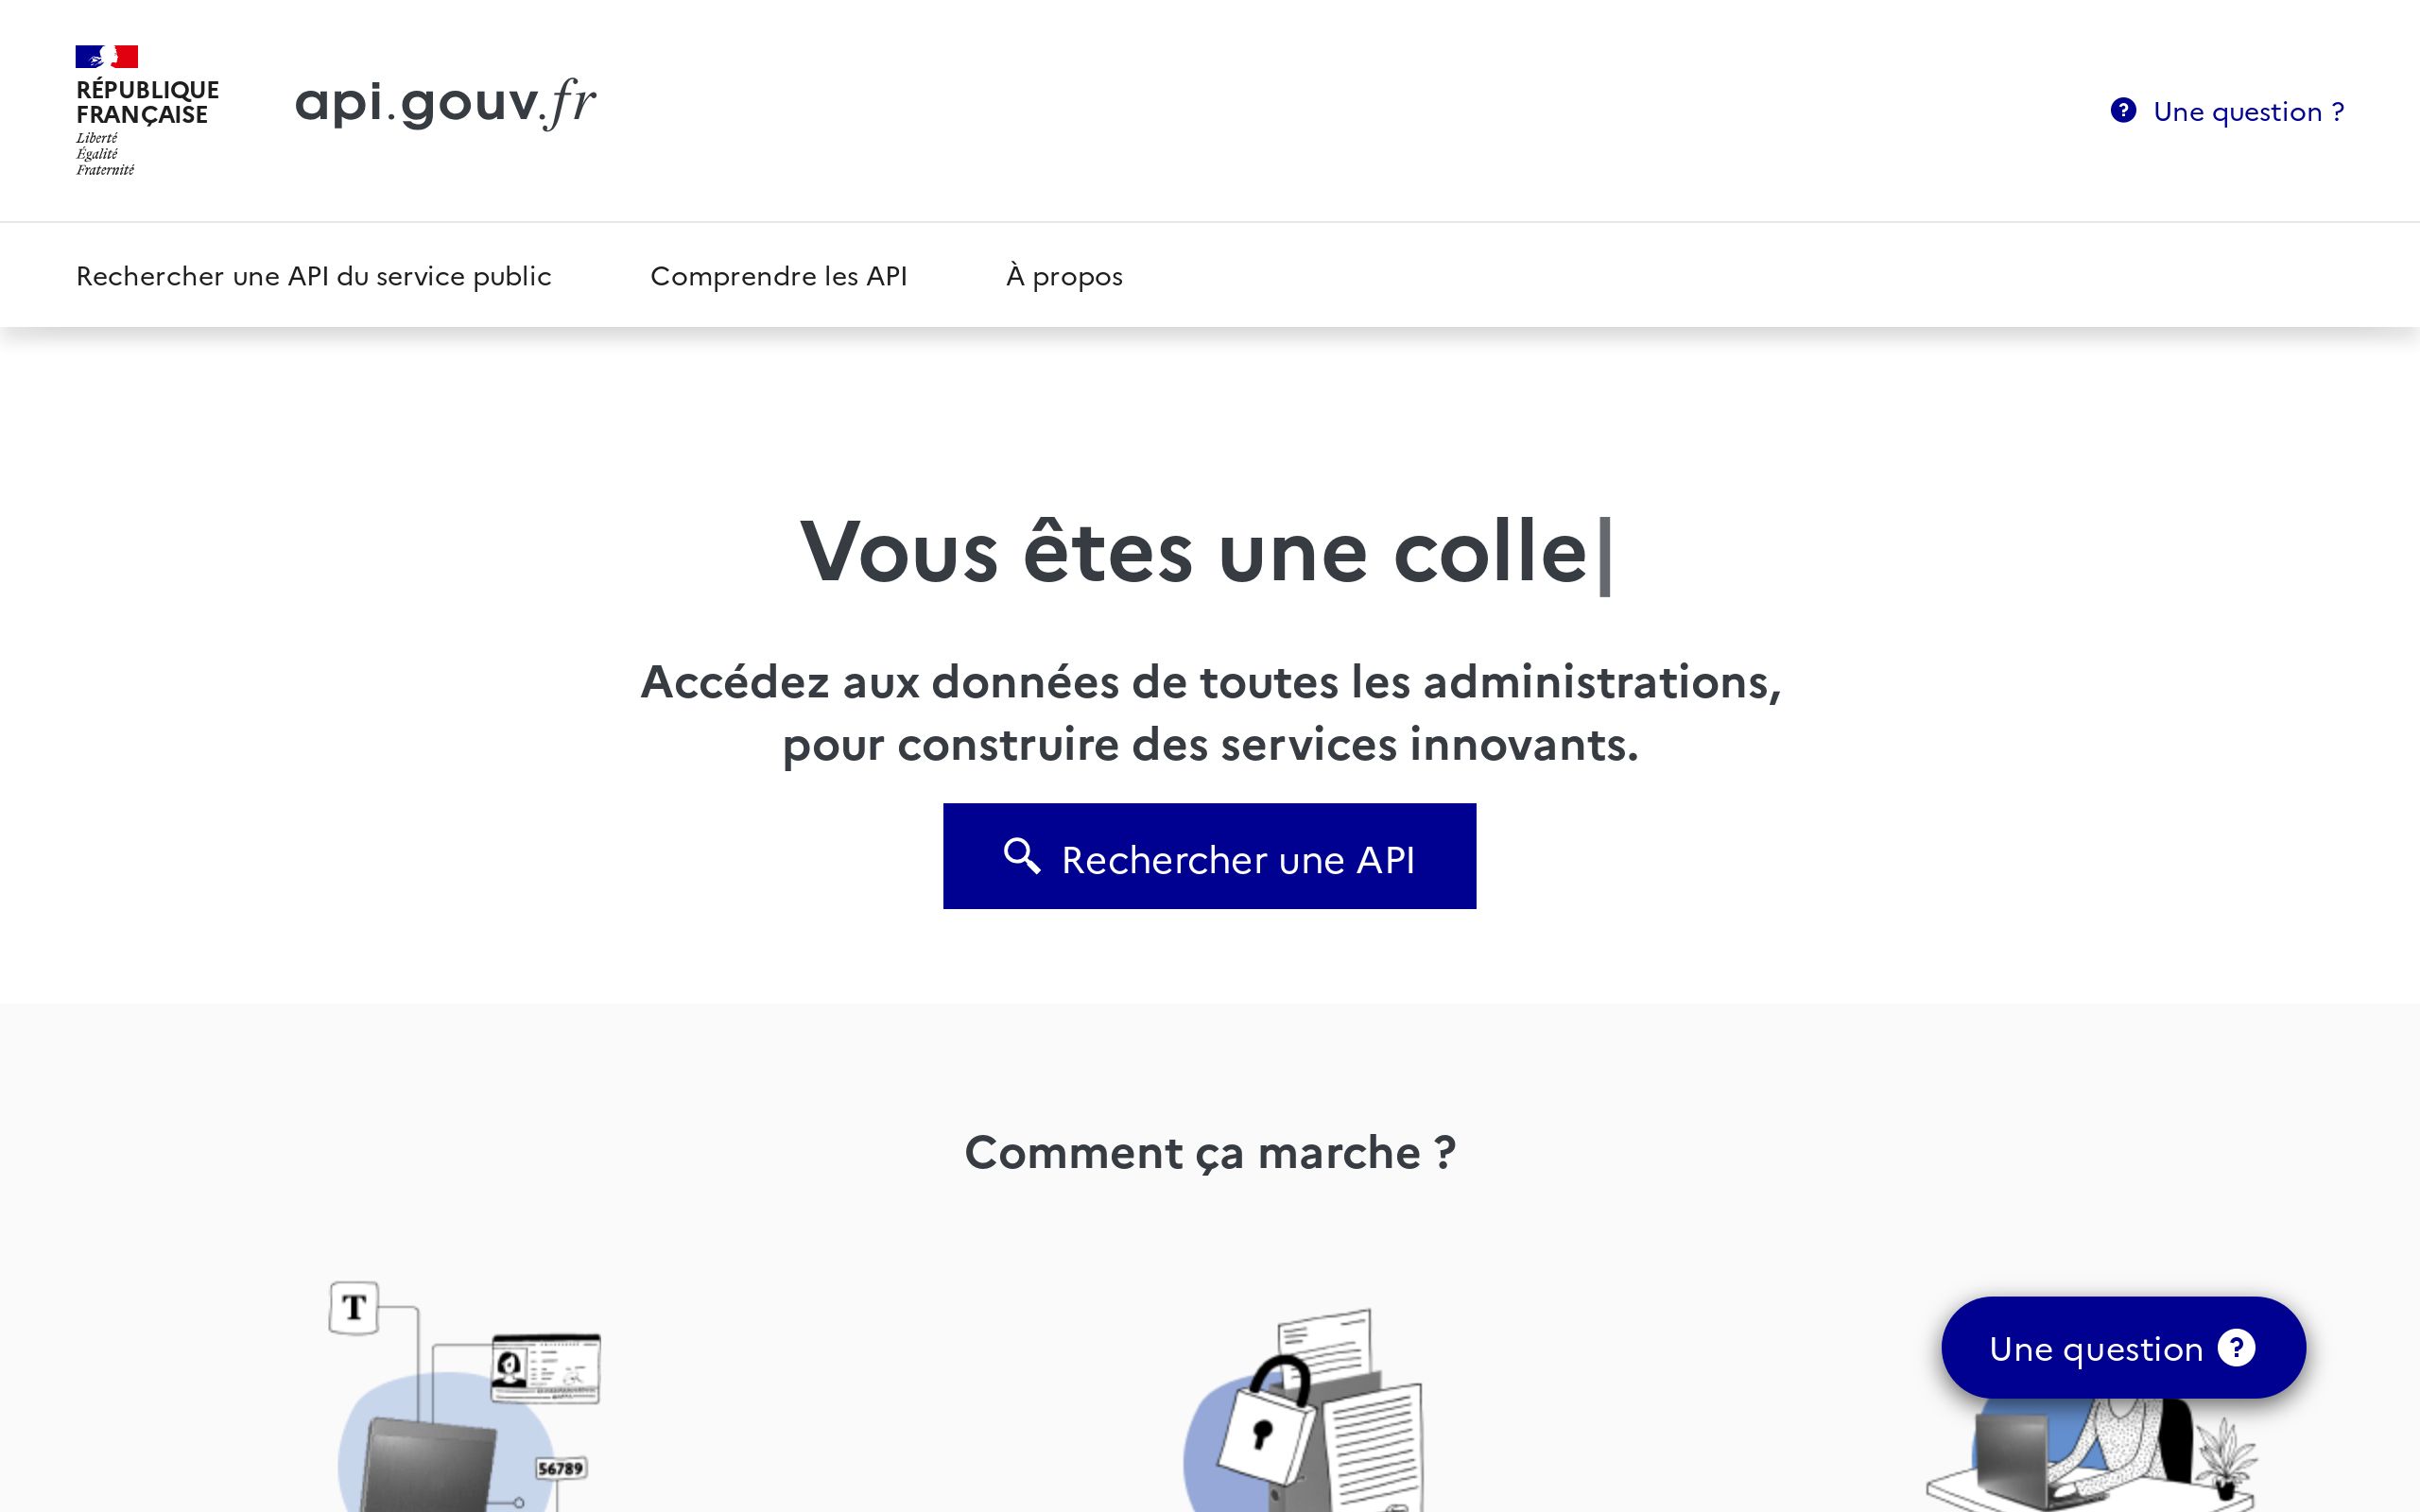 RÉPUBLIQUE
FRANÇAISE
Liberté
Égalité
Fraternité
api.gouv.fr
Une question ?
Rechercher une API du service public
Comprendre les API
À propos
Vous êtes une colle|
Accédez aux données de toutes les administrations,
pour construire des services innovants.
Rechercher une API
Comment ça marche ?
T
56789
Une question ?